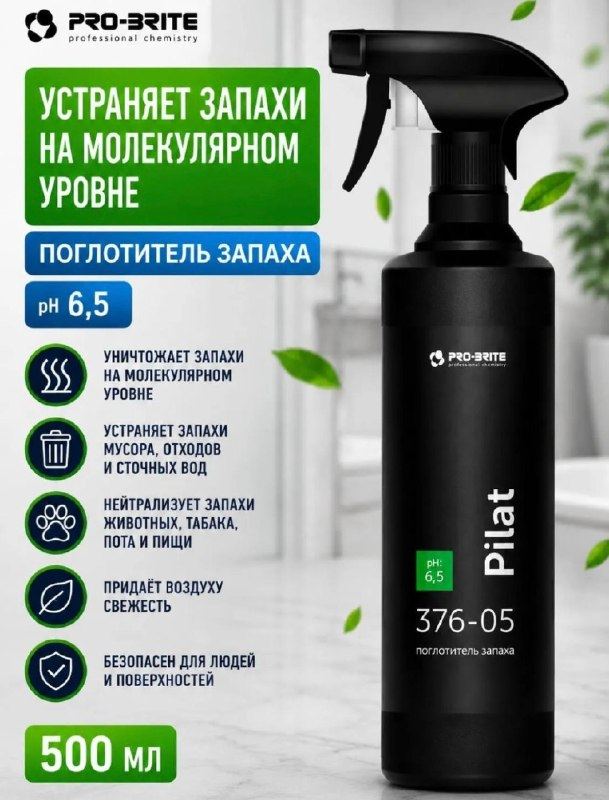 PRO-BRITE
professional chemistry
УСТРАНЯЕТ ЗАПАХИ
НА МОЛЕКУЛЯРНОМ
УРОВНЕ
ПОГЛОТИТЕЛЬ ЗАПАХА
pH 6,5
УНИЧТОЖАЕТ ЗАПАХИ
НА МОЛЕКУЛЯРНОМ
УРОВНЕ
УСТРАНЯЕТ ЗАПАХИ
МУСОРА, ОТХОДОВ
И СТОЧНЫХ ВОД
НЕЙТРАЛИЗУЕТ ЗАПАХИ
ЖИВОТНЫХ, ТАБАКА,
ПОТА И ПИЩИ
ПРИДАЁТ ВОЗДУХУ
СВЕЖЕСТЬ
БЕЗОПАСЕН ДЛЯ ЛЮДЕЙ
И ПОВЕРХНОСТЕЙ
500 МЛ
PRO-BRITE
professional chemistry
Pilat
pH:
6,5
376-05
поглотитель запаха